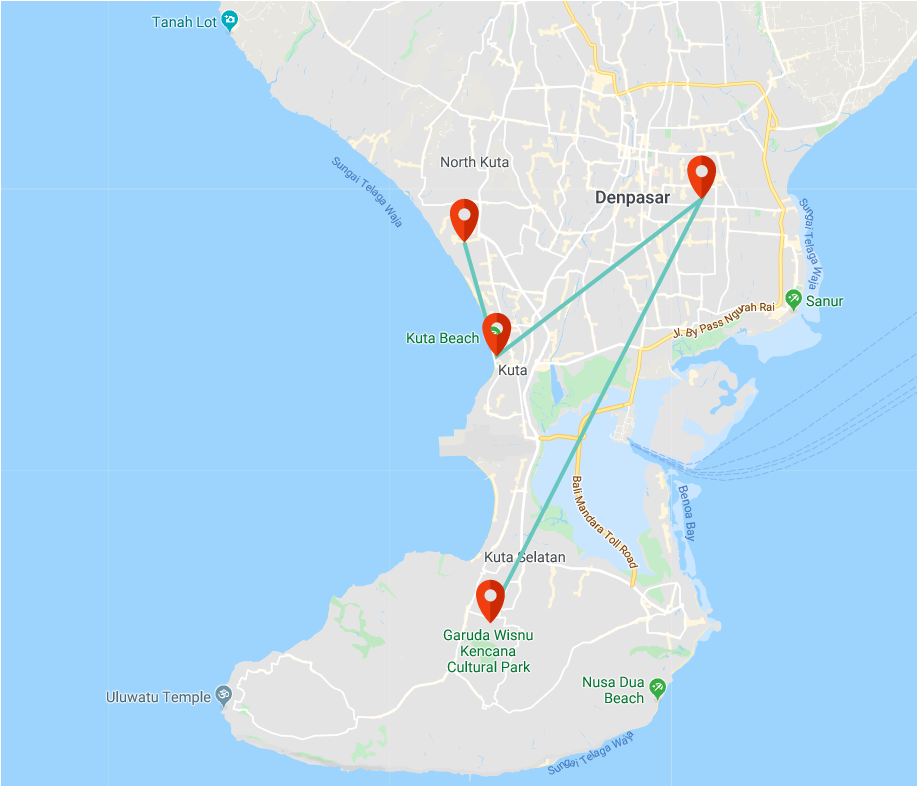 Tanah Lot
North Kuta
Sungai Telaga Waja
Denpasar
Sungai Telaga Waja
Sanur
Jl. By Pass Ngurah Rai
Kuta Beach
Kuta
Bali Mandara Toll Road
Benoa Bay
Kuta Selatan
Garuda Wisnu
Kencana
Cultural Park
Nusa Dua
Beach
Uluwatu Temple
Sungai Telaga Waja